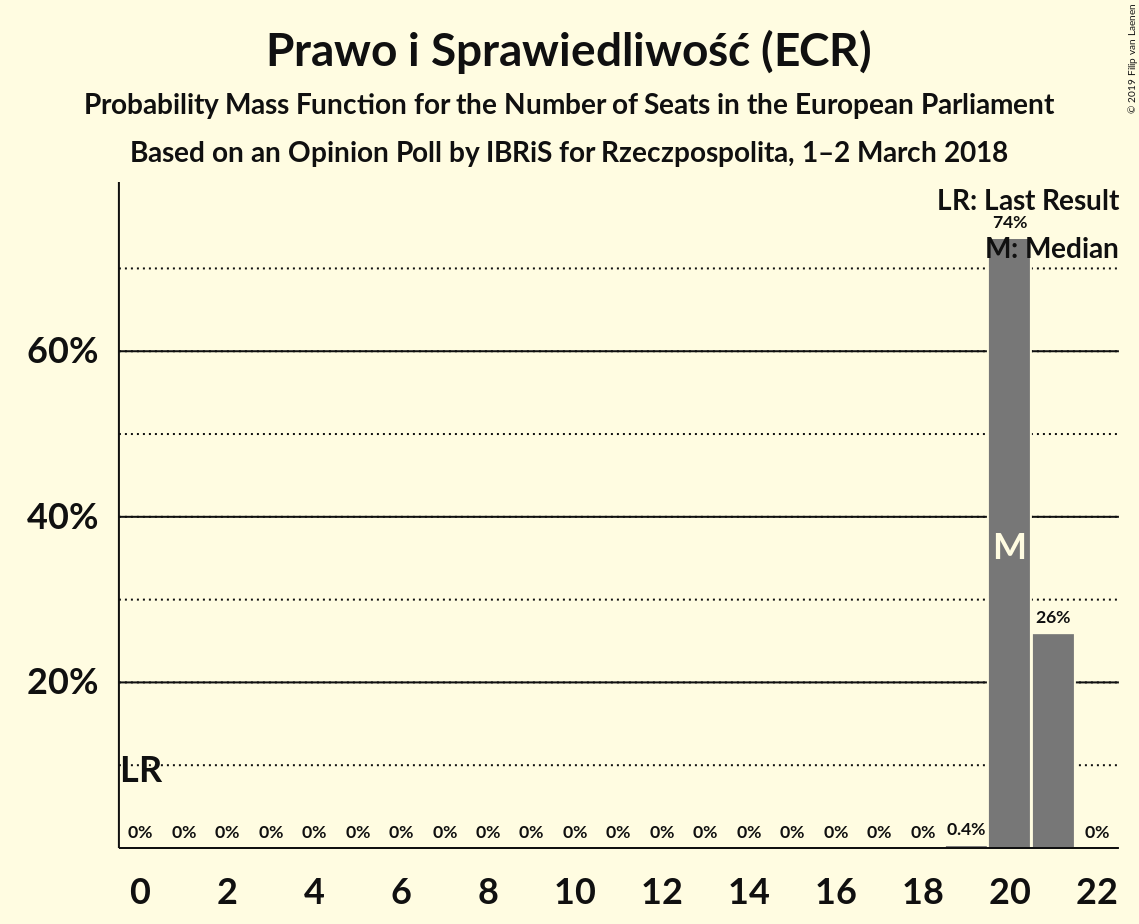 Prawo i Sprawiedliwość (ECR)
Probability Mass Function for the Number of Seats in the European Parliament
Based on an Opinion Poll by IBRiS for Rzeczpospolita, 1–2 March 2018
© 2019 Filip van Laenen
LR: Last Result
74%
M: Median
60%
40%
M
26%
20%
LR
0% 0% 0% 0% 0% 0% 0% 0% 0% 0% 0% 0% 0% 0% 0% 0% 0% 0% 0% 0.4% 0%
0 2 4 6 8 10 12 14 16 18 20 22